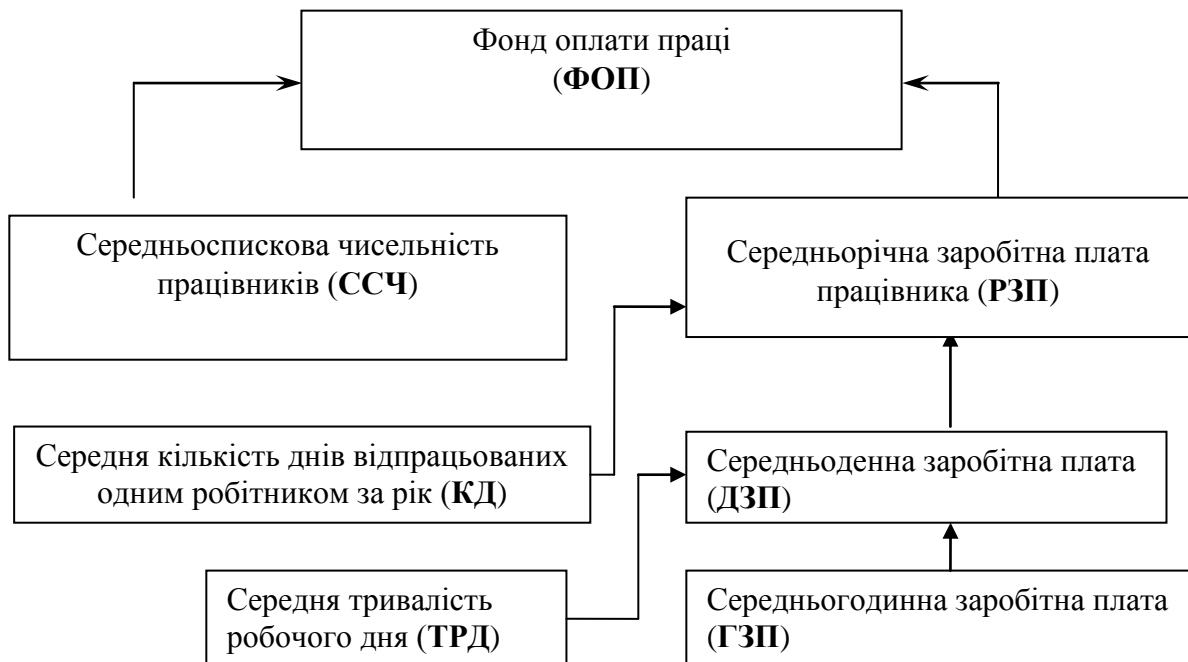 Фонд оплати праці
(ФОП)
Середньоспискова чисельність
працівників (ССЧ)
Середньорічна заробітна плата
працівника (РЗП)
Середня кількість днів відпрацьованих
одним робітником за рік (КД)
Середньоденна заробітна плата
(ДЗП)
Середня тривалість
робочого дня (ТРД)
Середньогодинна заробітна плата
(ГЗП)